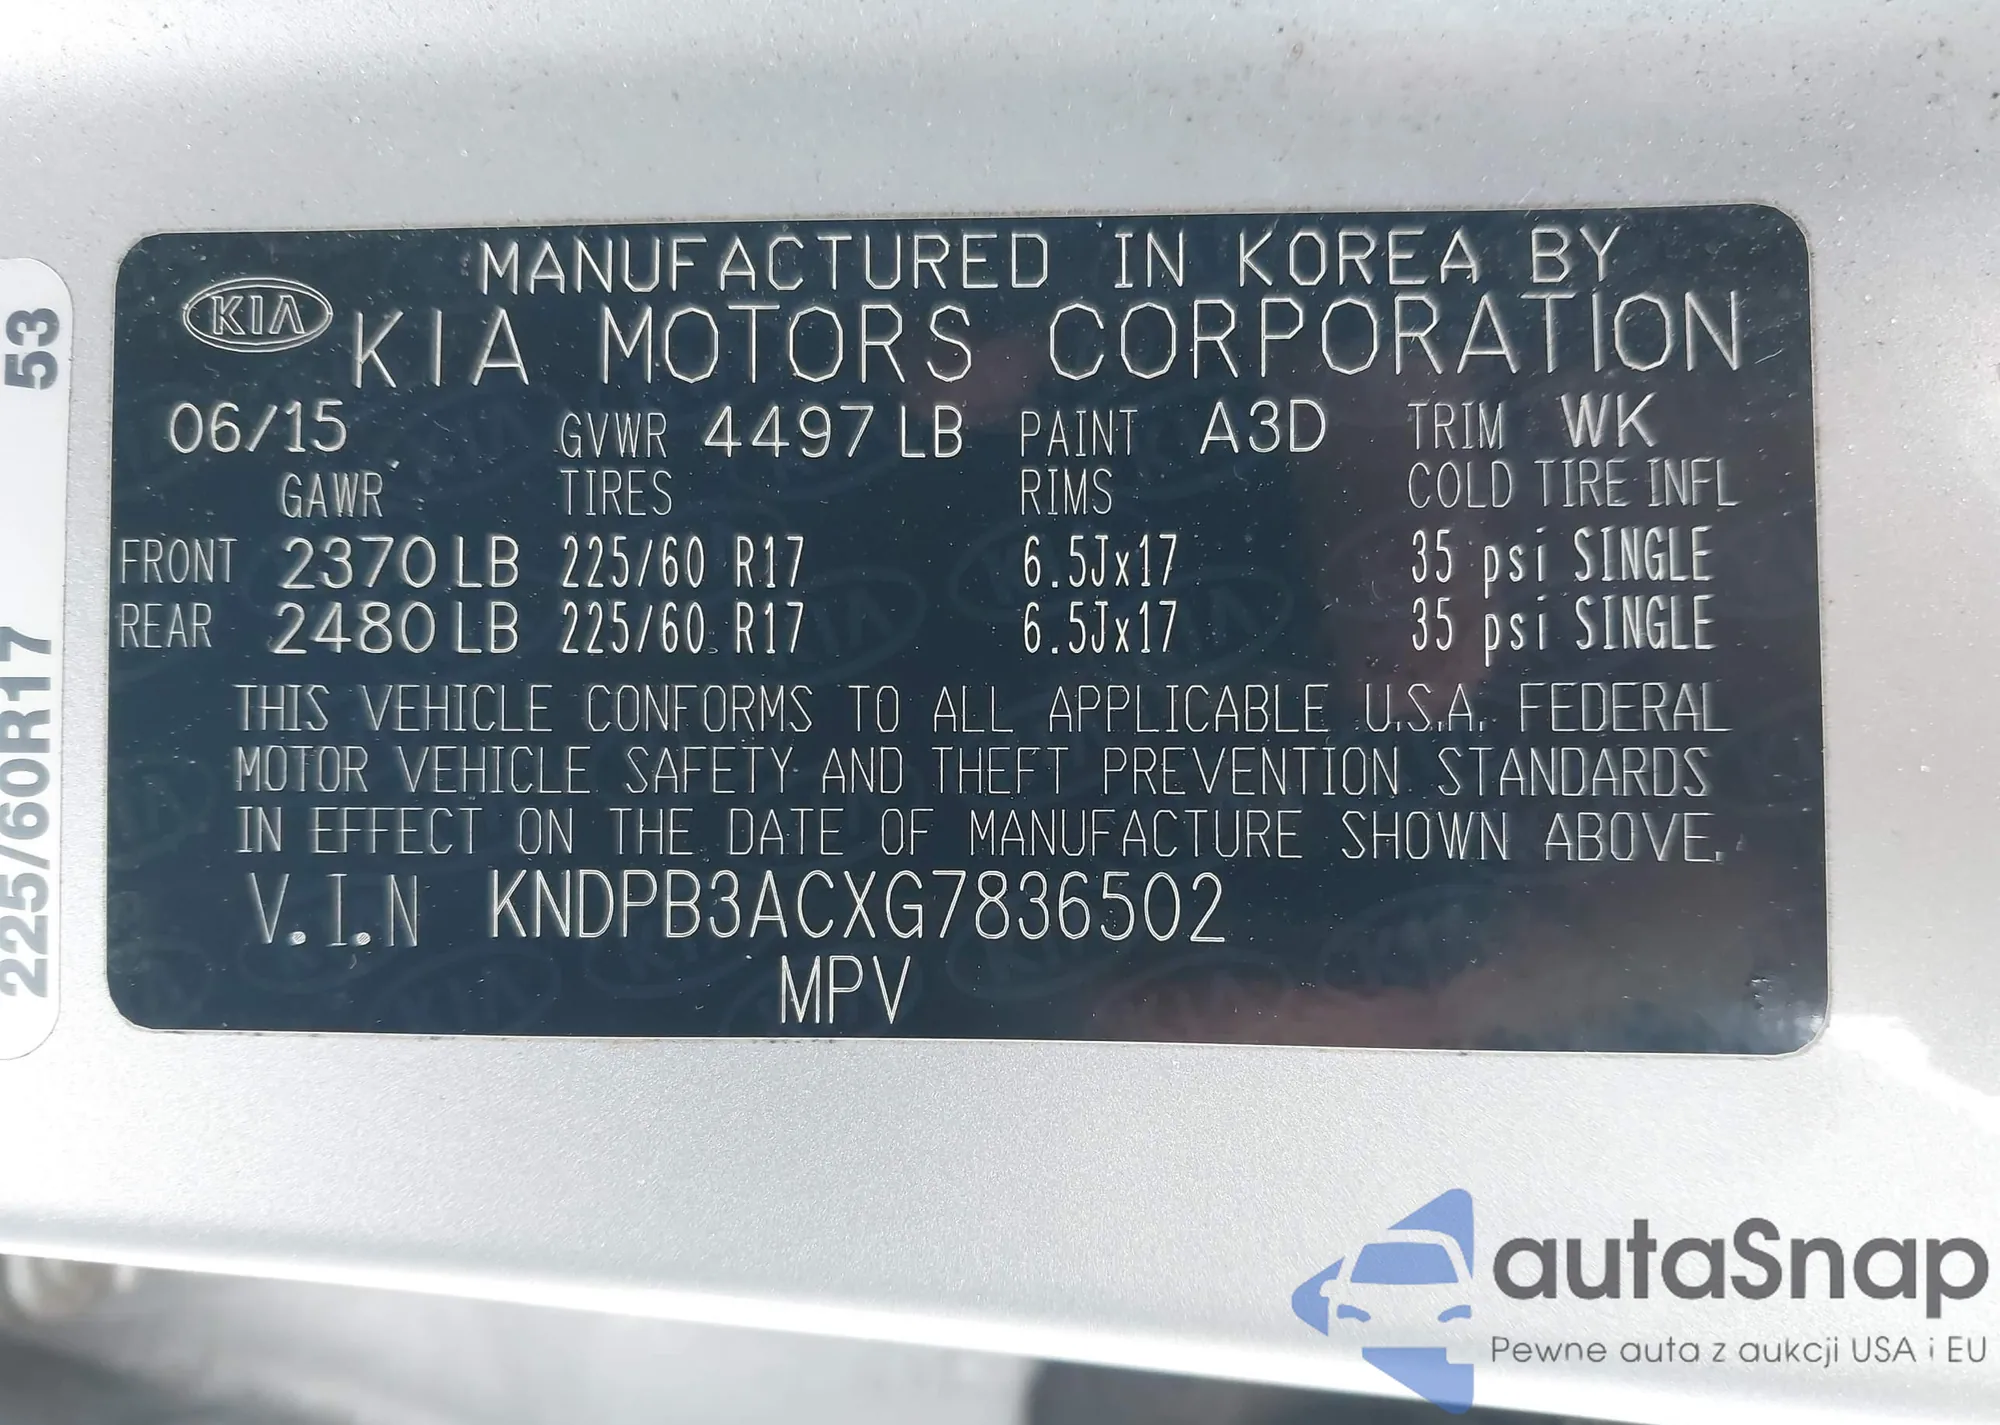 MANUFACTURED IN KOREA BY
KIA KIA MOTORS CORPORATION
06/15 GVWR 4497 LB PAINT A3D TRIM WK
GAWR TIRES RIMS COLD TIRE INFL
FRONT 2370 LB 225/60 R17 6.5Jx17 35 psi SINGLE
REAR 2480 LB 225/60 R17 6.5Jx17 35 psi SINGLE
THIS VEHICLE CONFORMS TO ALL APPLICABLE U.S.A. FEDERAL
MOTOR VEHICLE SAFETY AND THEFT PREVENTION STANDARDS
IN EFFECT ON THE DATE OF MANUFACTURE SHOWN ABOVE.
V.I.N KNDPB3ACXG7836502
MPV
225/60R17 53
autaSnap
Pewne auta z aukcji USA i EU